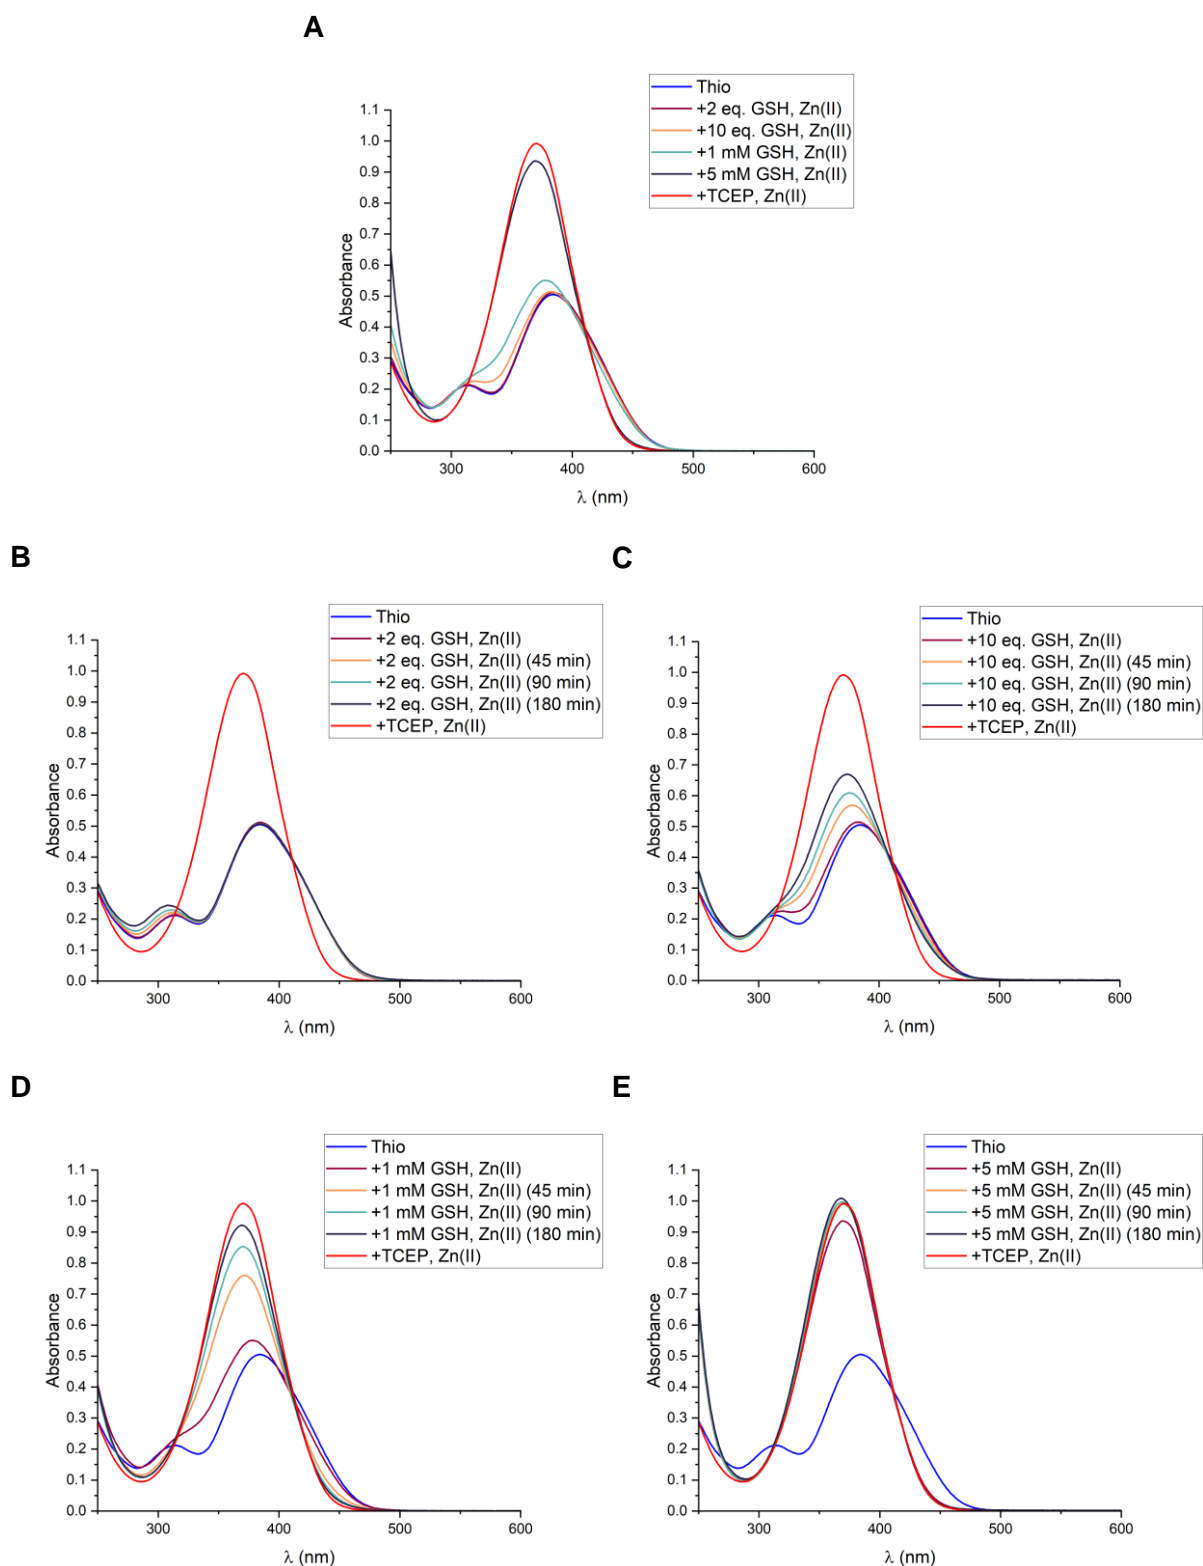 A
Thio
+2 eq. GSH, Zn(II)
+10 eq. GSH, Zn(II)
+1 mM GSH, Zn(II)
+5 mM GSH, Zn(II)
+TCEP, Zn(II)
1.1
1.0
0.9
0.8
0.7
0.6
0.5
0.4
0.3
0.2
0.1
0.0
Absorbance
300
400
500
600
λ (nm)
B
Thio
+2 eq. GSH, Zn(II)
+2 eq. GSH, Zn(II) (45 min)
+2 eq. GSH, Zn(II) (90 min)
+2 eq. GSH, Zn(II) (180 min)
+TCEP, Zn(II)
1.1
1.0
0.9
0.8
0.7
0.6
0.5
0.4
0.3
0.2
0.1
0.0
Absorbance
300
400
500
600
λ (nm)
C
Thio
+10 eq. GSH, Zn(II)
+10 eq. GSH, Zn(II) (45 min)
+10 eq. GSH, Zn(II) (90 min)
+10 eq. GSH, Zn(II) (180 min)
+TCEP, Zn(II)
1.1
1.0
0.9
0.8
0.7
0.6
0.5
0.4
0.3
0.2
0.1
0.0
Absorbance
300
400
500
600
λ (nm)
D
Thio
+1 mM GSH, Zn(II)
+1 mM GSH, Zn(II) (45 min)
+1 mM GSH, Zn(II) (90 min)
+1 mM GSH, Zn(II) (180 min)
+TCEP, Zn(II)
1.1
1.0
0.9
0.8
0.7
0.6
0.5
0.4
0.3
0.2
0.1
0.0
Absorbance
300
400
500
600
λ (nm)
E
Thio
+5 mM GSH, Zn(II)
+5 mM GSH, Zn(II) (45 min)
+5 mM GSH, Zn(II) (90 min)
+5 mM GSH, Zn(II) (180 min)
+TCEP, Zn(II)
1.1
1.0
0.9
0.8
0.7
0.6
0.5
0.4
0.3
0.2
0.1
0.0
Absorbance
300
400
500
600
λ (nm)